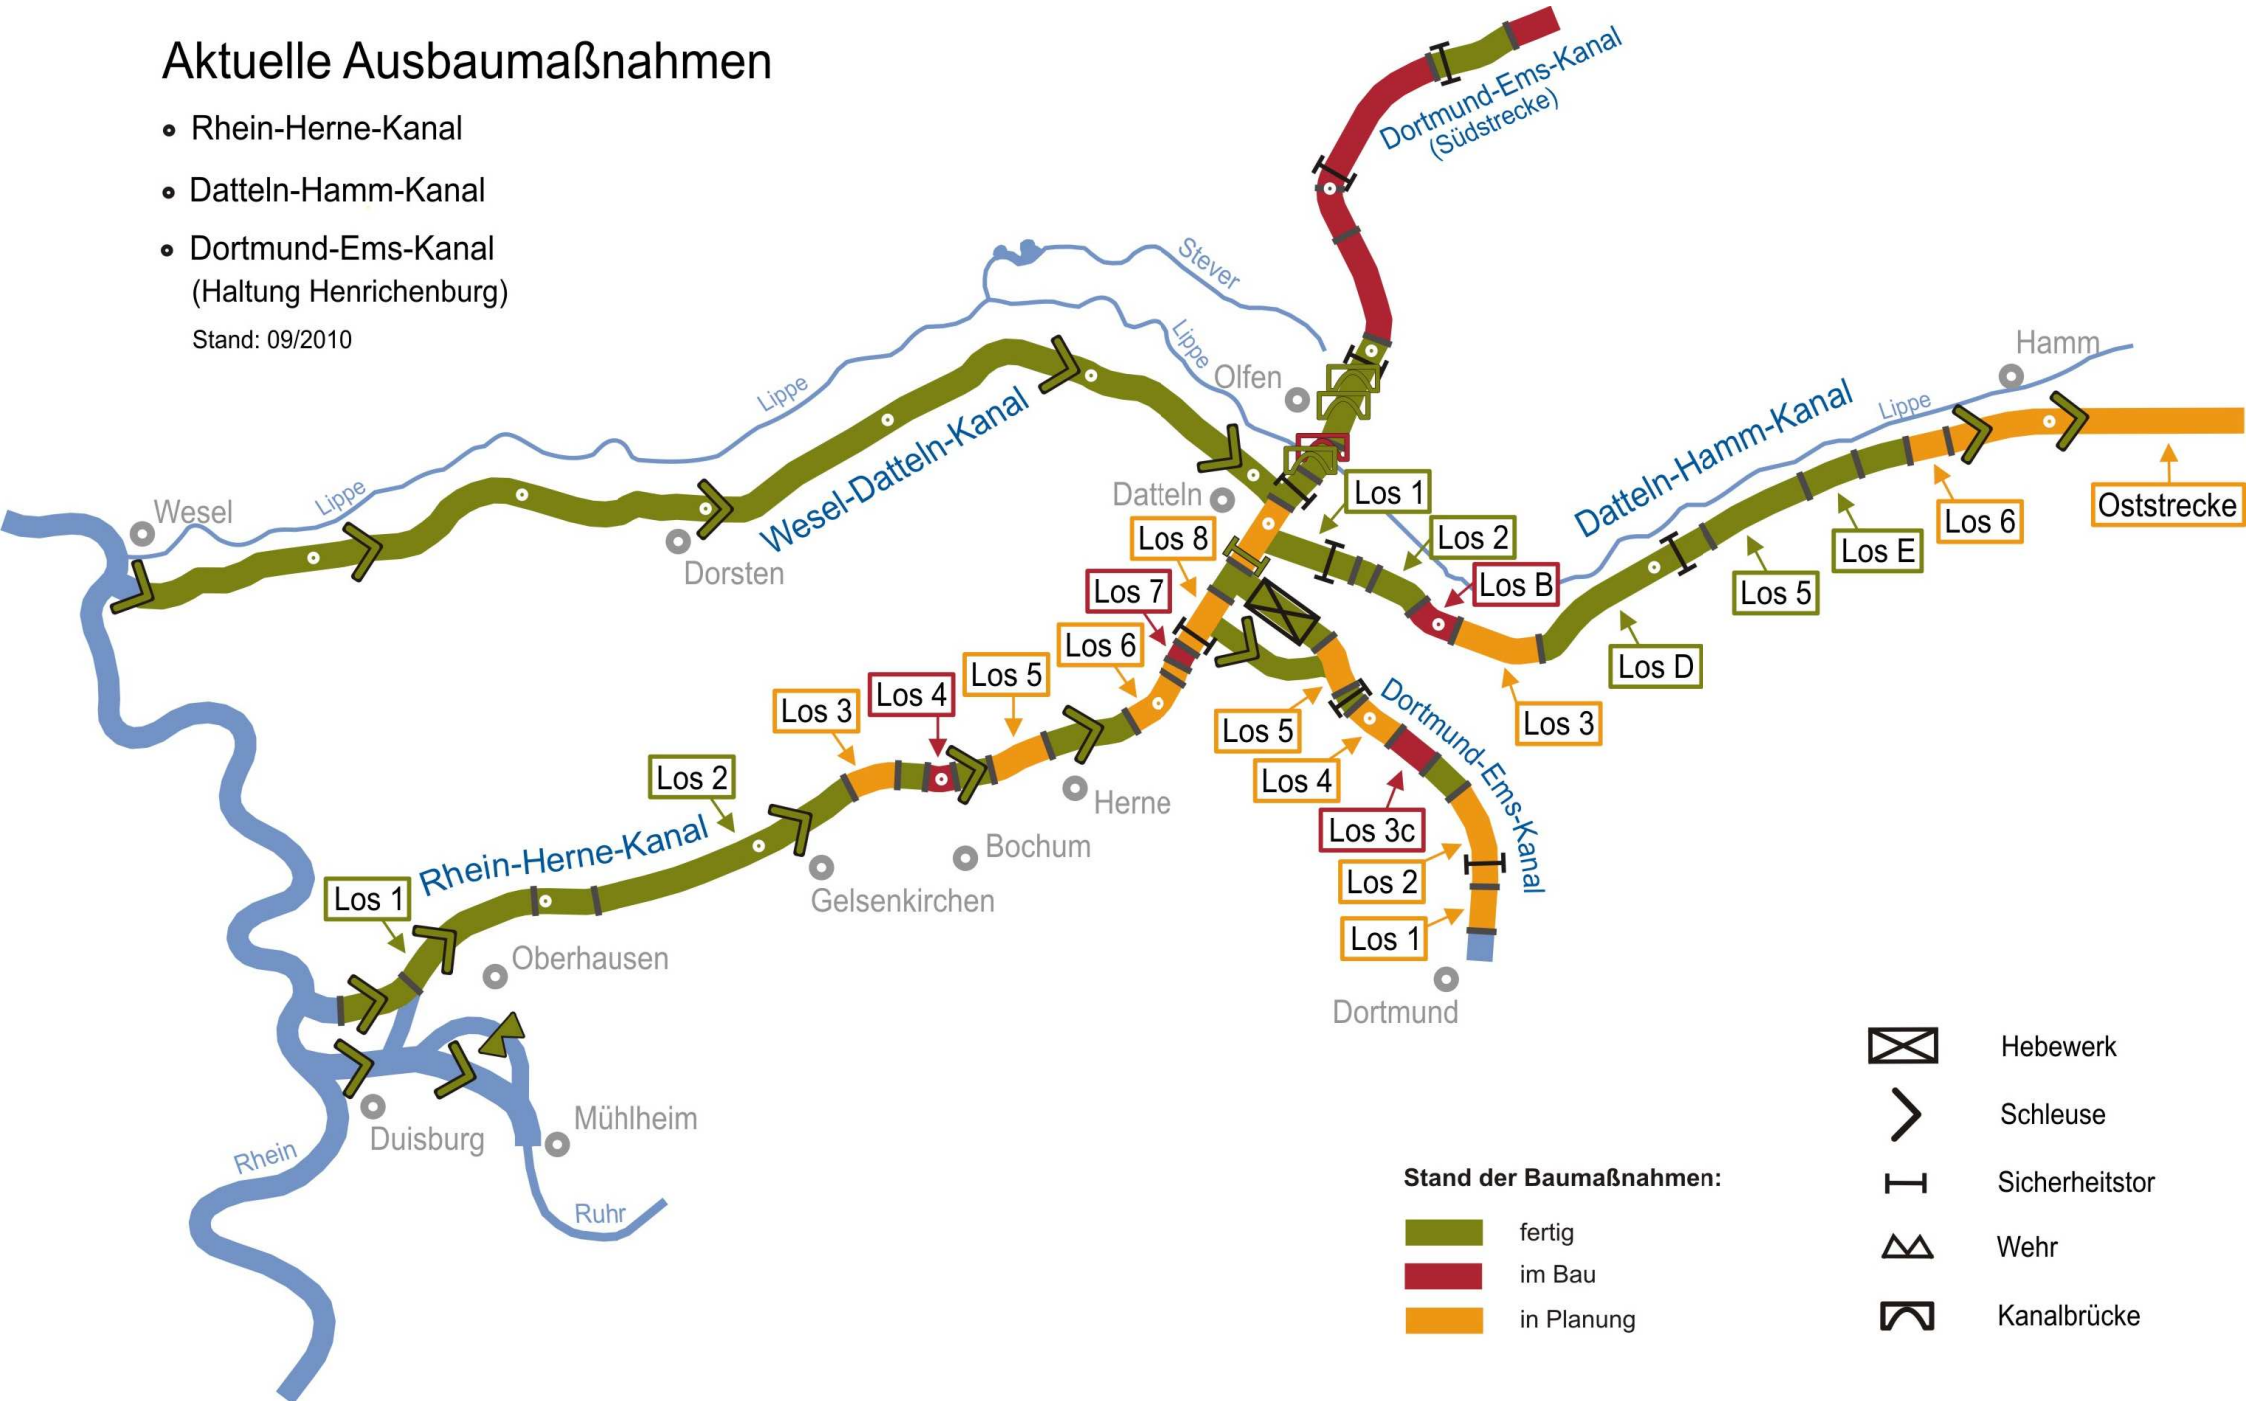 Aktuelle Ausbaumaßnahmen
Rhein-Herne-Kanal
Datteln-Hamm-Kanal
Dortmund-Ems-Kanal
(Haltung Henrichenburg)
Stand: 09/2010
Dortmund-Ems-Kanal
(Südstrecke)
Stever
Lippe
Olfen
Hamm
Lippe
Lippe
Datteln-Hamm-Kanal
Wesel-Datteln-Kanal
Lippe
Wesel
Datteln
Dorsten
Los 1
Los 2
Los B
Los 8
Los 7
Los 6
Los 5
Los 4
Los 3
Los 2
Los 1
Oststrecke
Los 6
Los E
Los 5
Los D
Los 3
Los 5
Los 4
Los 3c
Los 2
Los 1
Dortmund-Ems-Kanal
Rhein-Herne-Kanal
Herne
Bochum
Gelsenkirchen
Oberhausen
Dortmund
Duisburg
Mühlheim
Rhein
Ruhr
Stand der Baumaßnahmen:
fertig
im Bau
in Planung
Hebewerk
Schleuse
Sicherheitstor
Wehr
Kanalbrücke